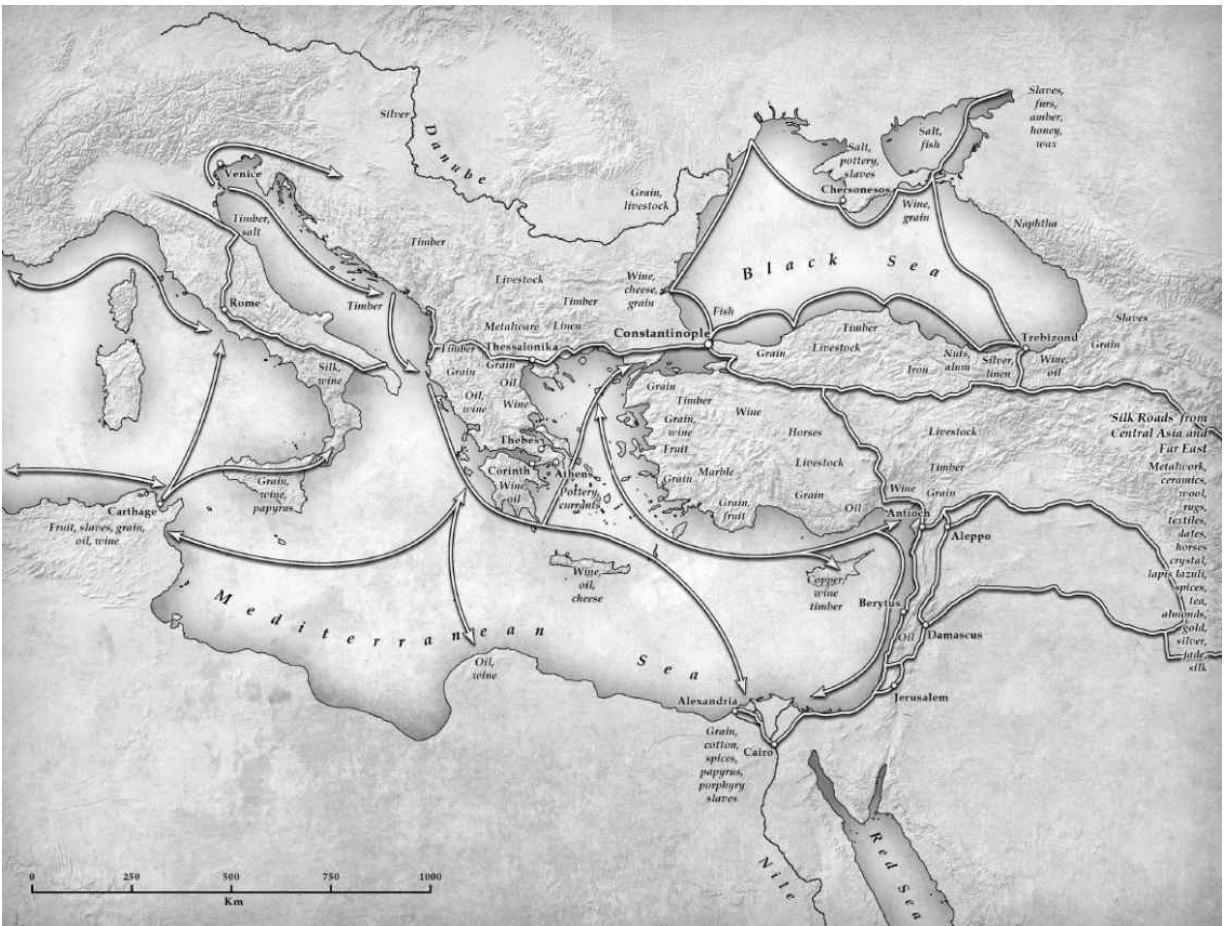 Silver
Danube
Slaves,
furs,
amber,
honey,
wax
Salt,
fish
Salt,
pottery,
slaves
Chersonesos
Wine,
grain
Naphtha
Venice
Timber,
salt
Grain,
livestock
Timber
Livestock
Timber
Wine,
cheese,
grain
Black Sea
Rome
Timber
Metalware
Linen
Fish
Constantinople
Thessalonika
Timber
Grain
Grain
Oil
Oil,
wine
Wine
Silk,
wine
Grain
Timber
Livestock
Iron
Nuts,
alum
Silver,
linen
Trebizond
Wine,
oil
Grain
Slaves
Grain
Timber
Grain,
wine
Fruit
Wine
Horses
Marble
Grain
Livestock
Grain
Grain,
fruit
Oil
Livestock
Timber
Wine
Grain
Antioch
Aleppo
'Silk Roads' from
Central Asia and
Far East
Metalwork,
ceramics,
wool,
rugs,
textiles,
dates,
horses
crystal,
lapis lazuli,
spices,
tea,
almonds,
gold,
silver,
jade,
silk
Thebes
Corinth
Athens
Wine,
oil
Pottery,
currants
Grain,
wine,
papyrus
Carthage
Fruit, slaves, grain,
oil, wine
Wine,
oil,
cheese
Copper,
wine
timber
Berytus
Oil
Damascus
Mediterranean Sea
Oil,
wine
Jerusalem
Alexandria
Cairo
Grain,
cotton,
spices,
papyrus,
porphyry
slaves
Nile
Red Sea
0 250 500 750 1000
Km